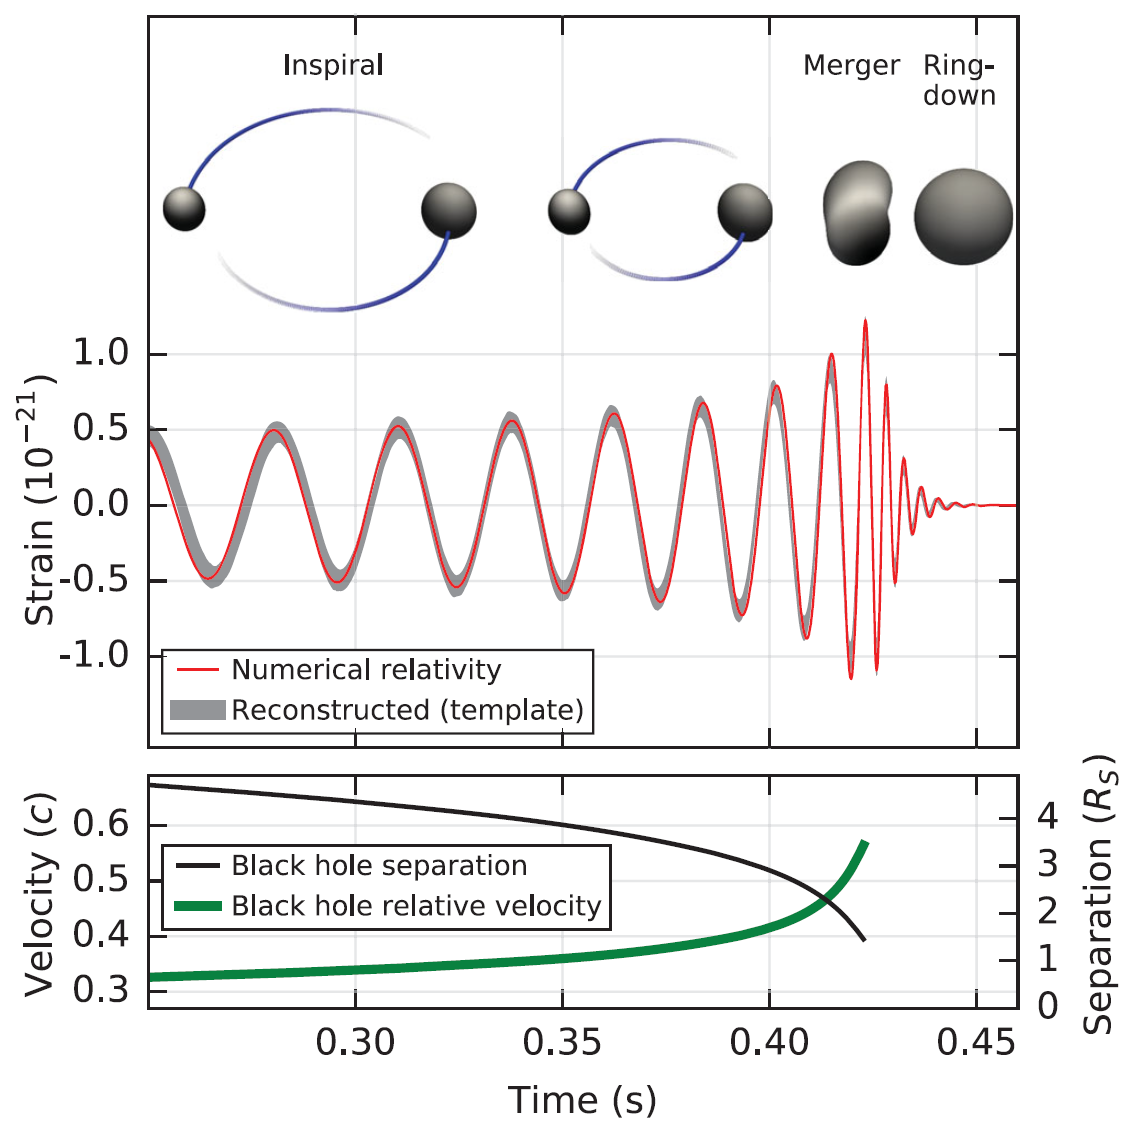 Inspiral
Merger
Ring-
down
Strain (10⁻²¹)
1.0
0.5
0.0
-0.5
-1.0
Numerical relativity
Reconstructed (template)
Velocity (c)
0.6
0.5
0.4
0.3
Black hole separation
Black hole relative velocity
Separation (R_S)
4
3
2
1
0
0.30
0.35
0.40
0.45
Time (s)